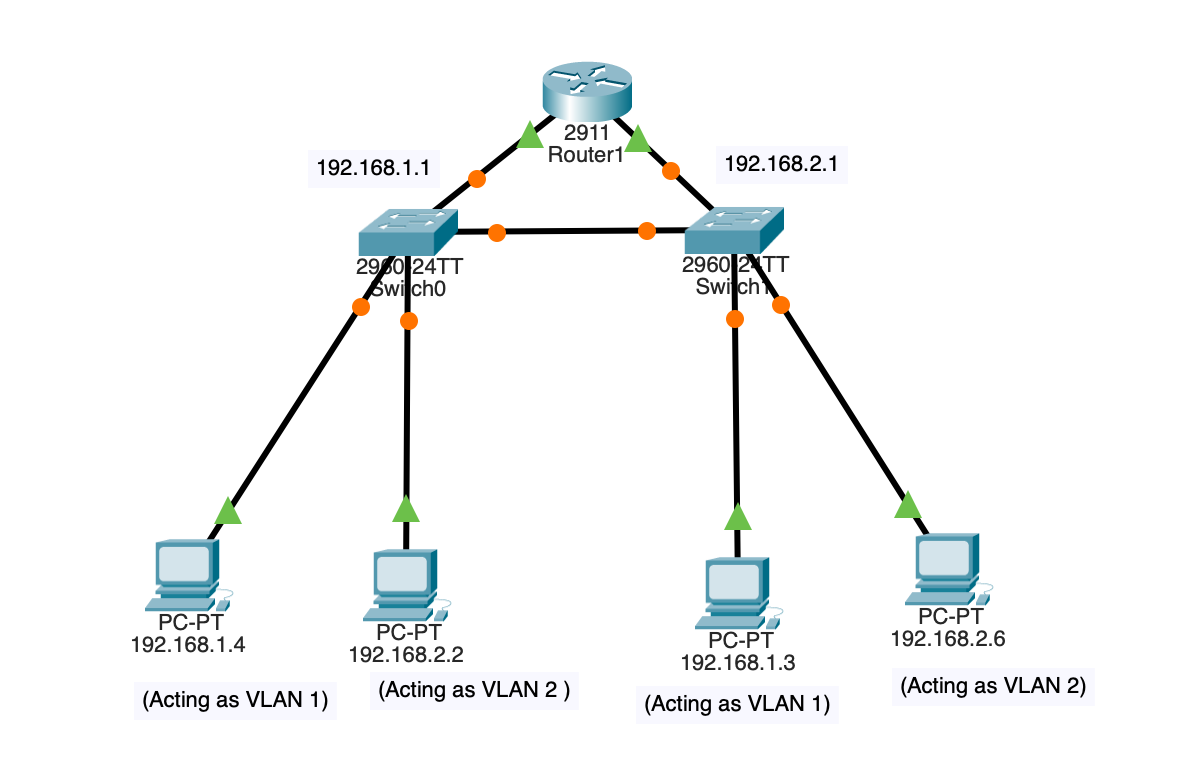 2911
Router1
192.168.1.1
192.168.2.1
2960-24TT
Switch0
2960-24TT
Switch1
PC-PT
192.168.1.4
PC-PT
192.168.2.2
PC-PT
192.168.1.3
PC-PT
192.168.2.6
(Acting as VLAN 1)
(Acting as VLAN 2 )
(Acting as VLAN 1)
(Acting as VLAN 2)